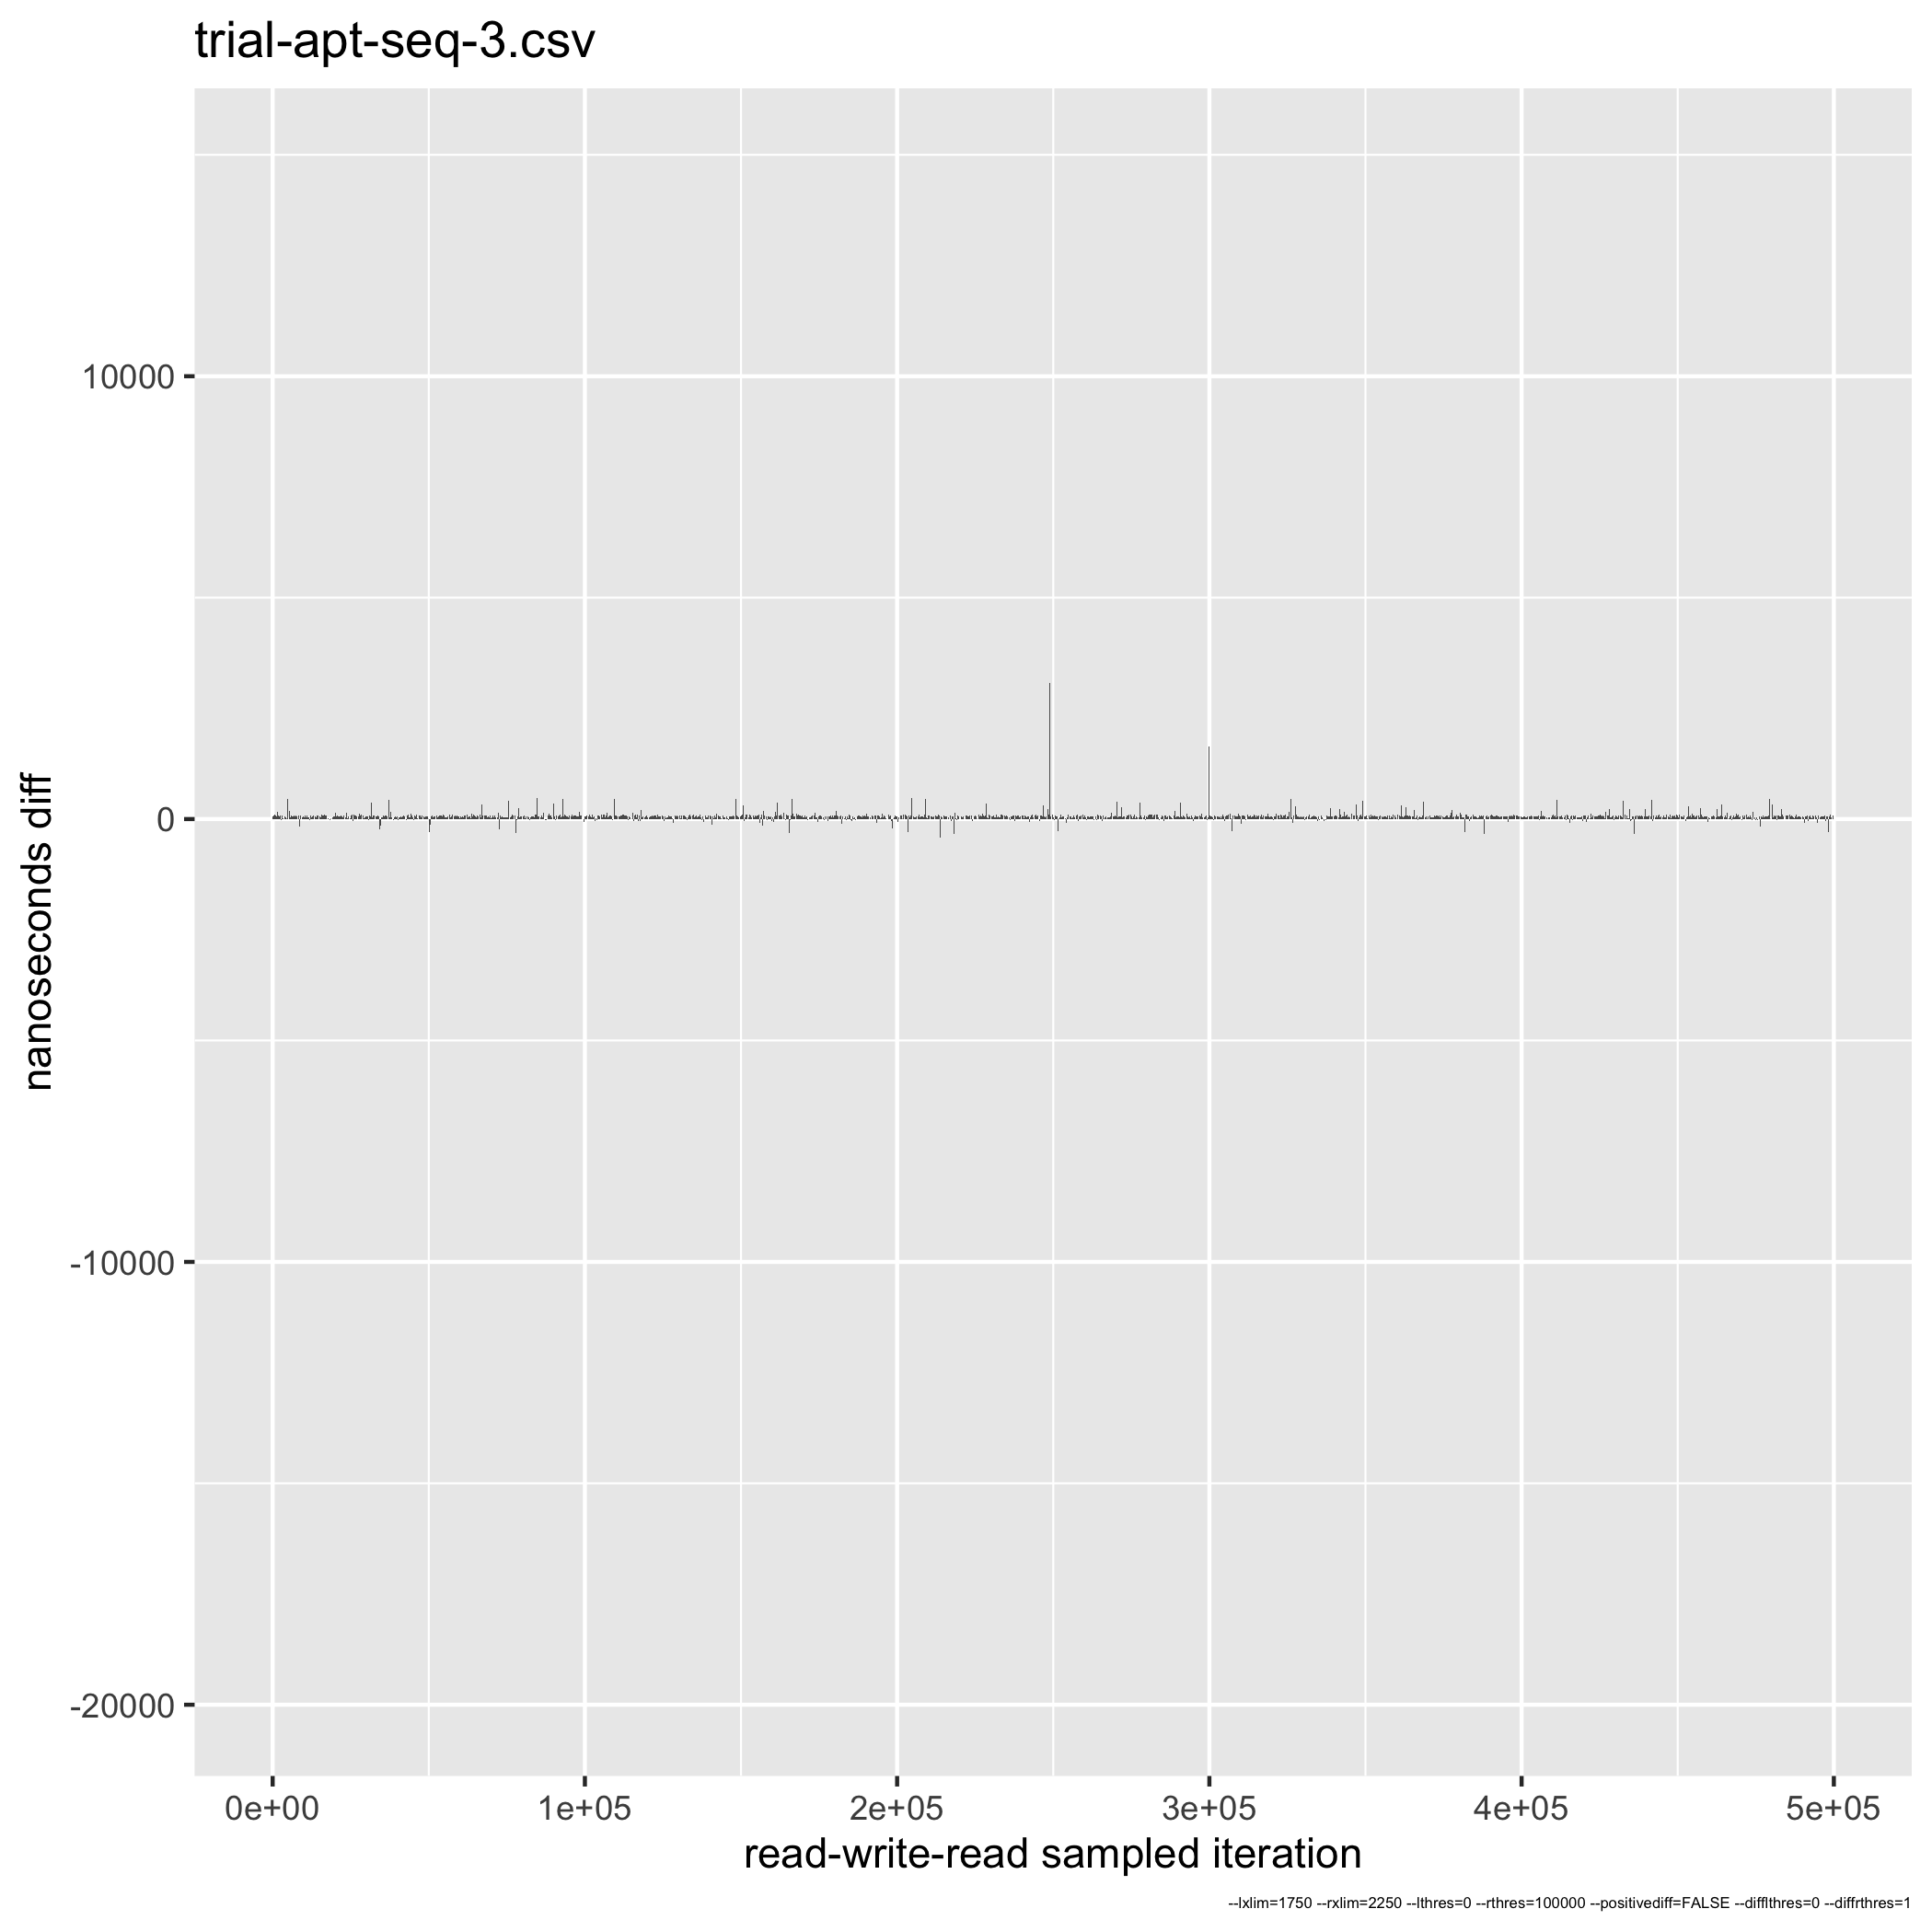 trial-apt-seq-3.csv
nanoseconds diff
10000
0
-10000
-20000
0e+00 1e+05 2e+05 3e+05 4e+05 5e+05
read-write-read sampled iteration
--lxlim=1750 --rxlim=2250 --lthres=0 --rthres=100000 --positivediff=FALSE --difflthres=0 --diffrthres=1